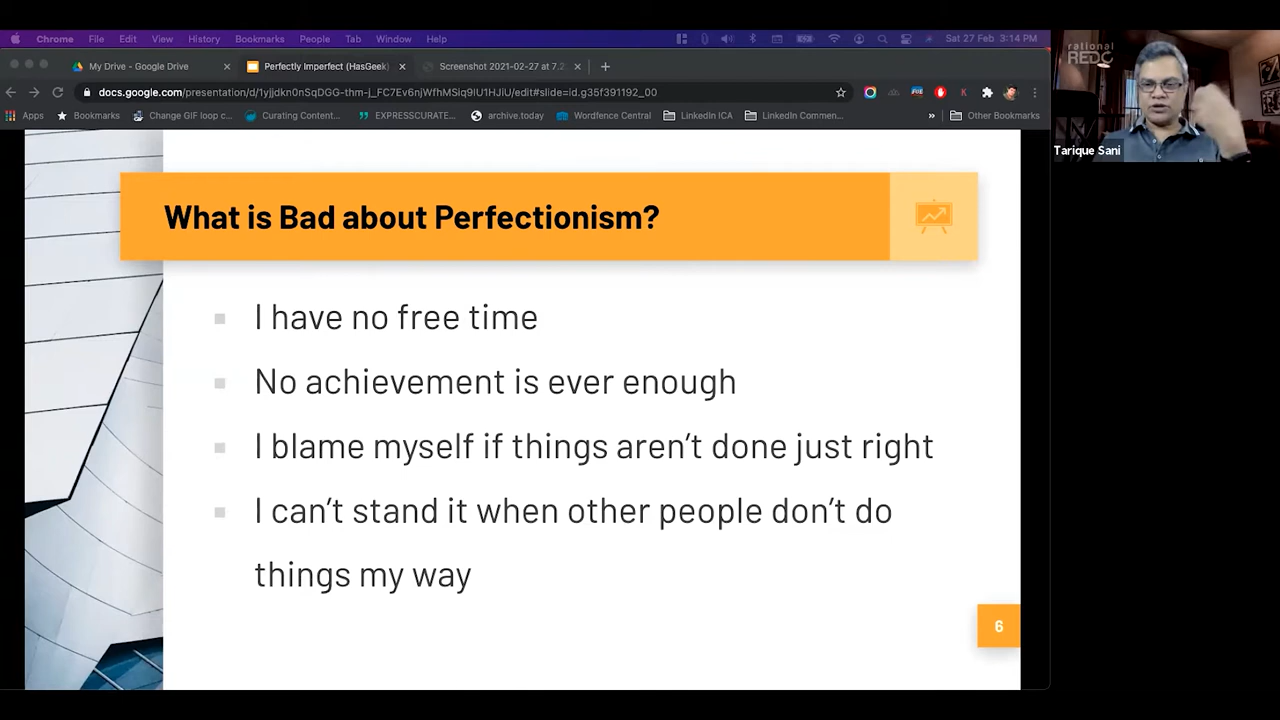 Chrome File Edit View History Bookmarks People Tab Window Help Sat 27 Feb 3:14 PM
My Drive - Google Drive Perfectly Imperfect (HasGeek) Screenshot 2021-02-27 at 7.2
docs.google.com/presentation/d/1yjjdkn0nSqDGG-thm-j_FC7Ev6njWfhMSiq9IU1HJiU/edit#slide=id.g35f391192_00
Apps Bookmarks Change GIF loop c... Curating Content... EXPRESSCURATE... archive.today Wordfence Central LinkedIn ICA LinkedIn Commen... » Other Bookmarks
rational
REDC
Tarique Sani
What is Bad about Perfectionism?
I have no free time
No achievement is ever enough
I blame myself if things aren’t done just right
I can’t stand it when other people don’t do
things my way
6